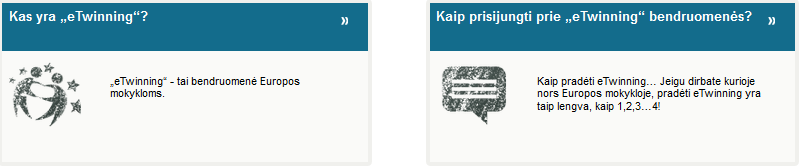 Kas yra „eTwinning“? »
„eTwinning“ - tai bendruomenė Europos
mokykloms.
Kaip prisijungti prie „eTwinning“ bendruomenės? »
Kaip pradėti eTwinning… Jeigu dirbate kurioje
nors Europos mokykloje, pradėti eTwinning yra
taip lengva, kaip 1,2,3…4!